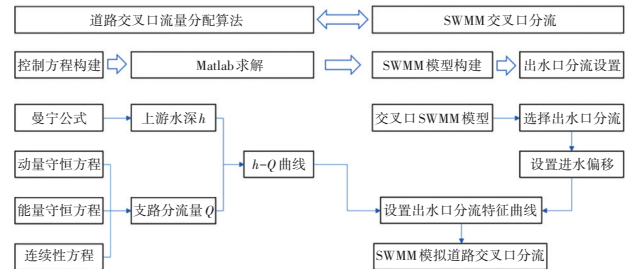 道路交叉口流量分配算法
SWMM交叉口分流
控制方程构建
Matlab求解
SWMM模型构建
出水口分流设置
曼宁公式
上游水深h
交叉口SWMM模型
选择出水口分流
动量守恒方程
h-Q曲线
设置进水偏移
能量守恒方程
支路分流量Q
设置出水口分流特征曲线
连续性方程
SWMM模拟道路交叉口分流